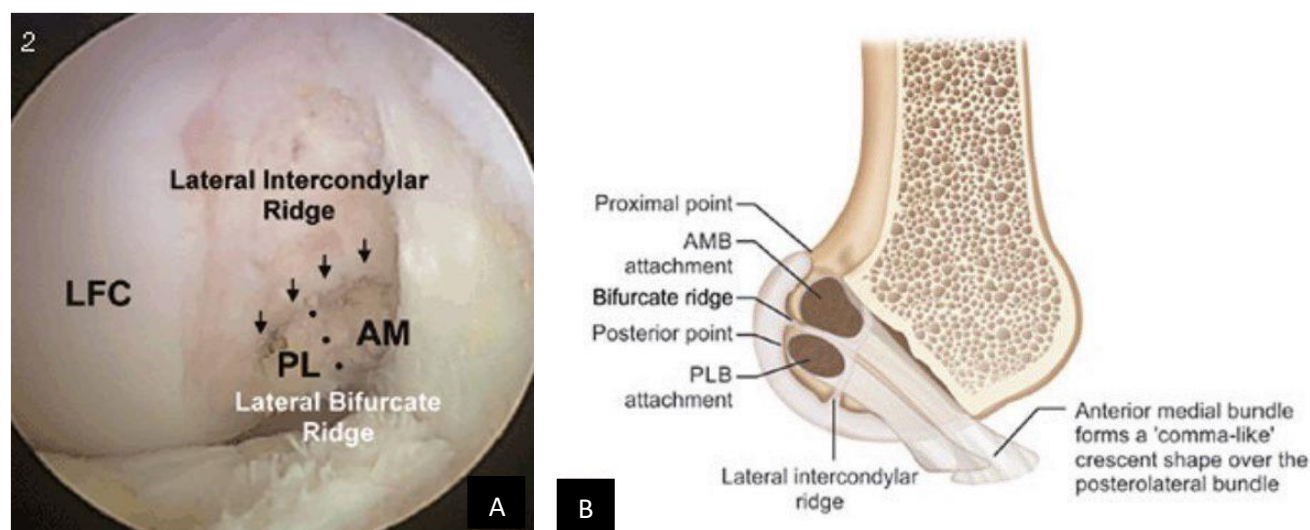 2
Lateral Intercondylar
Ridge
LFC
AM
PL
Lateral Bifurcate
Ridge
A
Proximal point
AMB
attachment
Bifurcate ridge
Posterior point
PLB
attachment
Lateral intercondylar
ridge
Anterior medial bundle
forms a 'comma-like'
crescent shape over the
posterolateral bundle
B